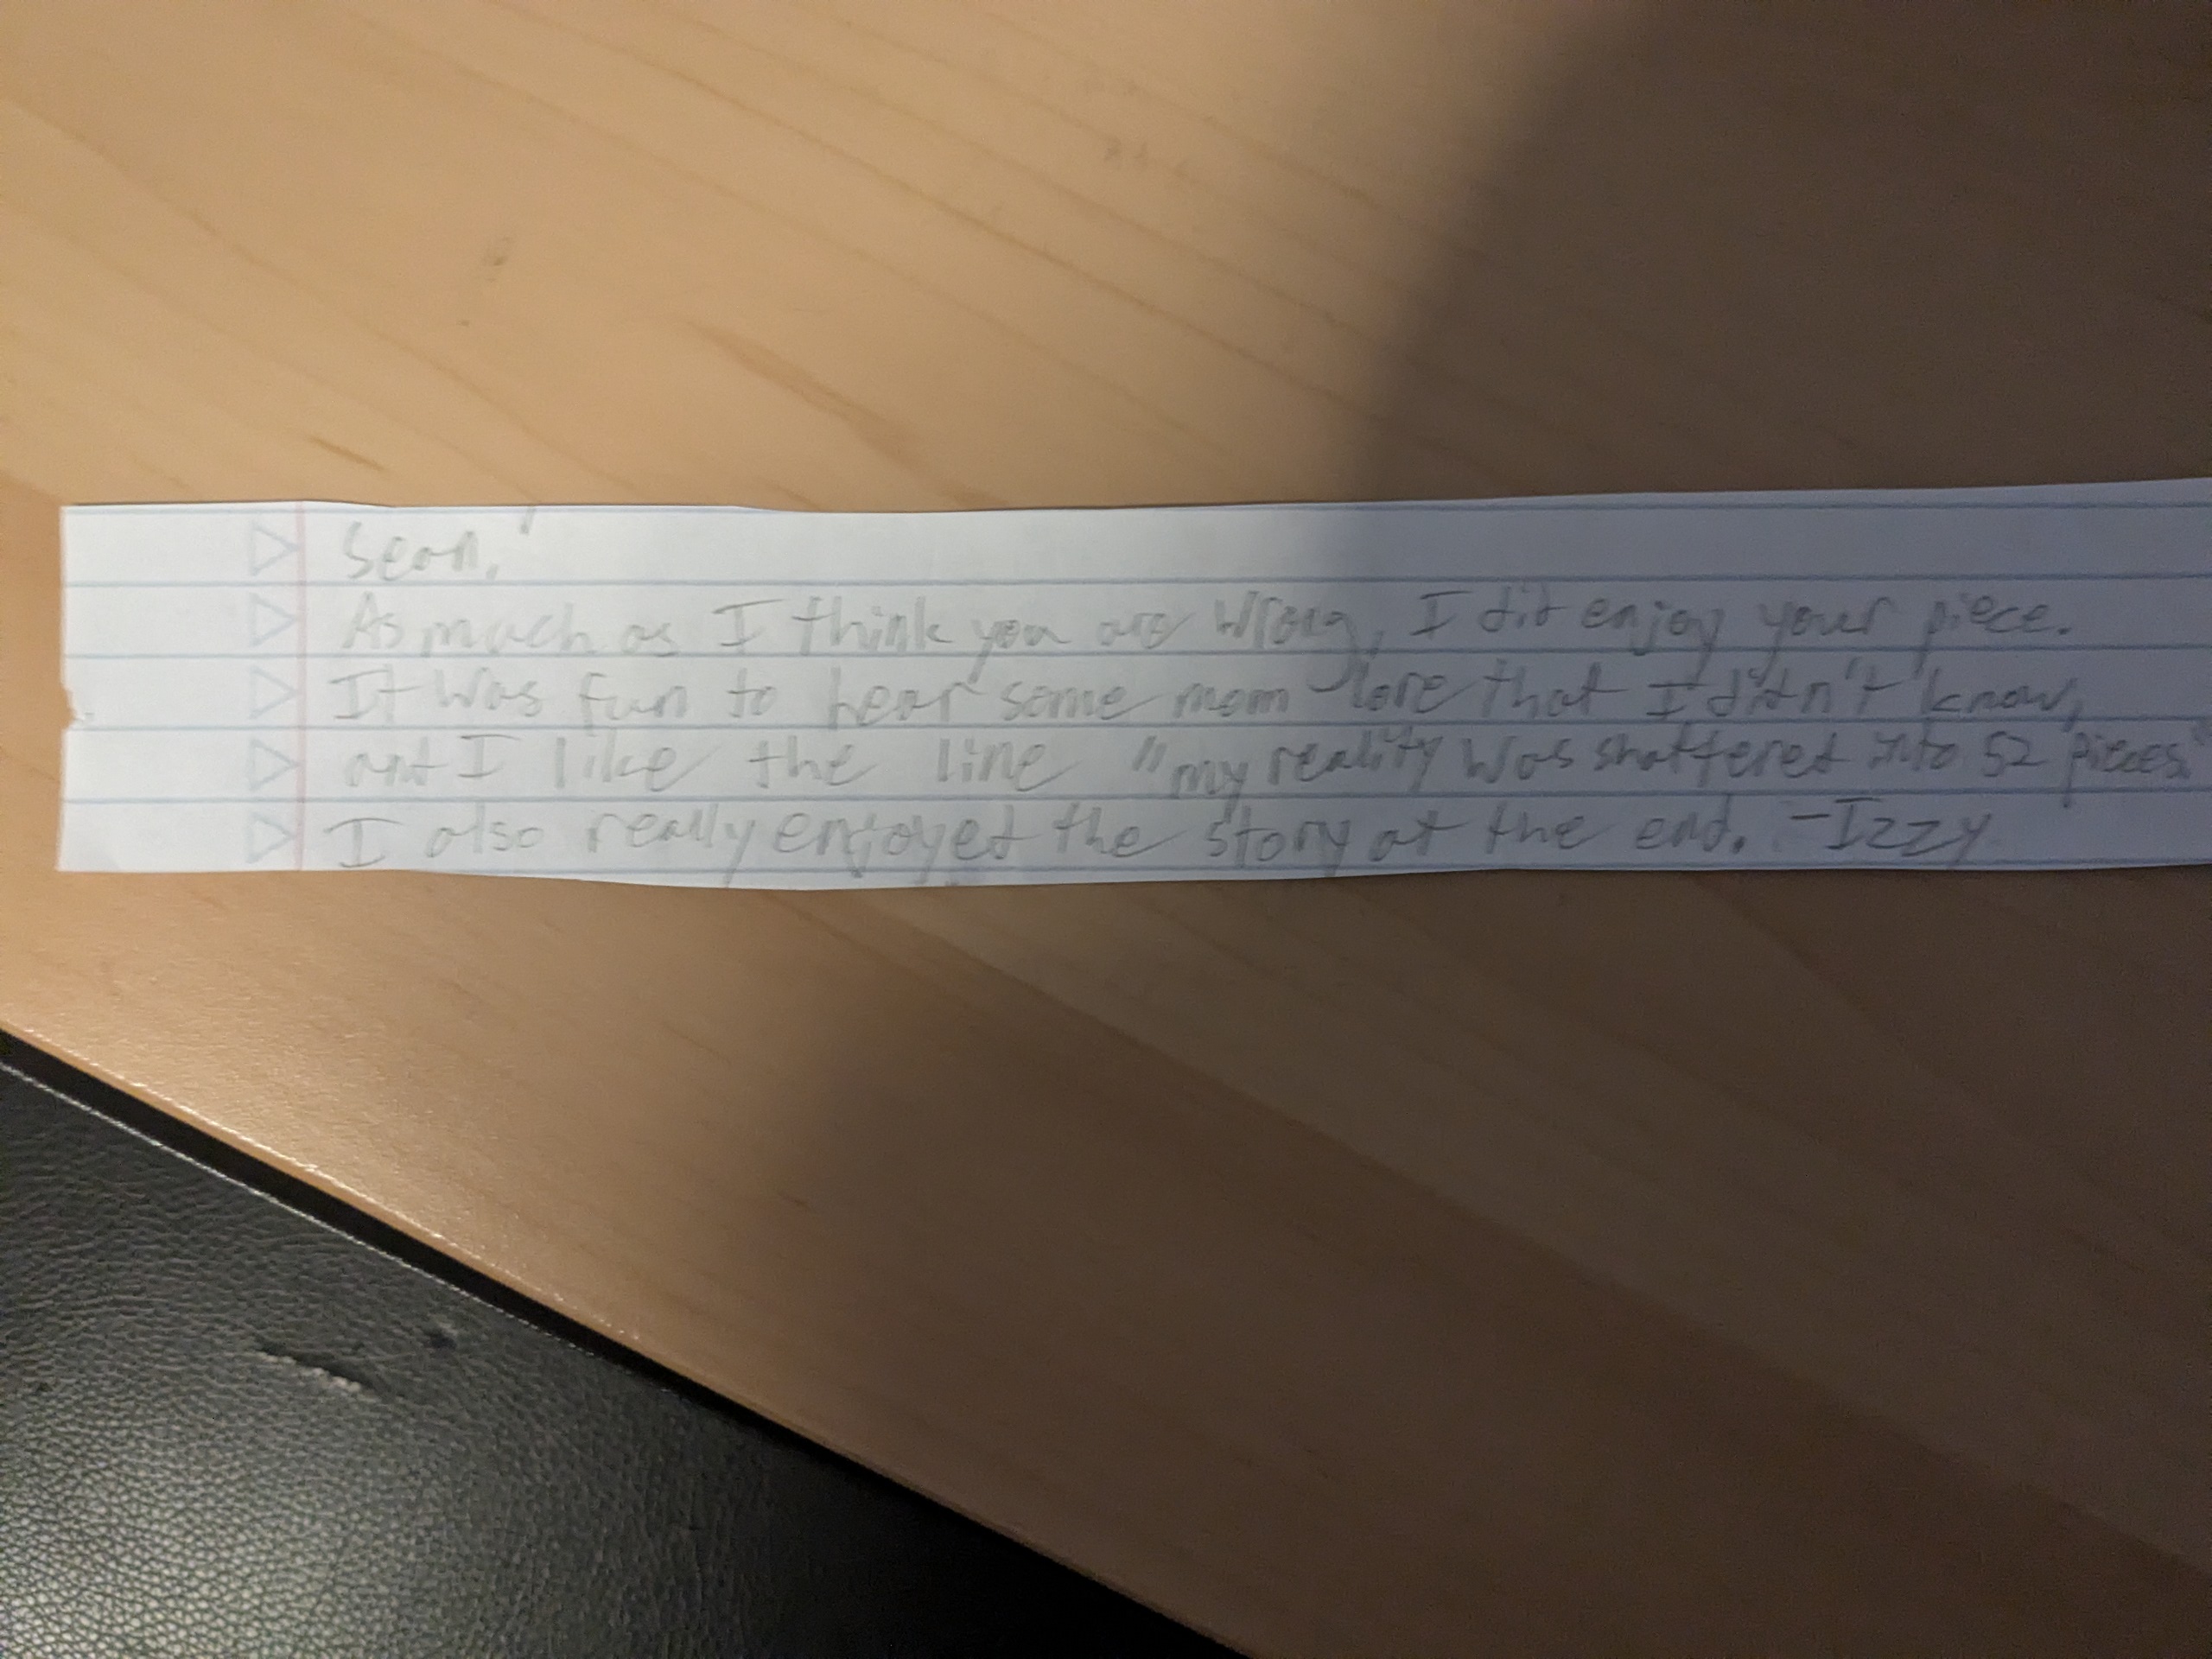 Sean,
As much as I think you are wrong, I did enjoy your piece.
It was fun to hear some mom lore that I didn't know,
and I like the line "my reality was shattered into 52 pieces."
I also really enjoyed the story at the end. -Izzy